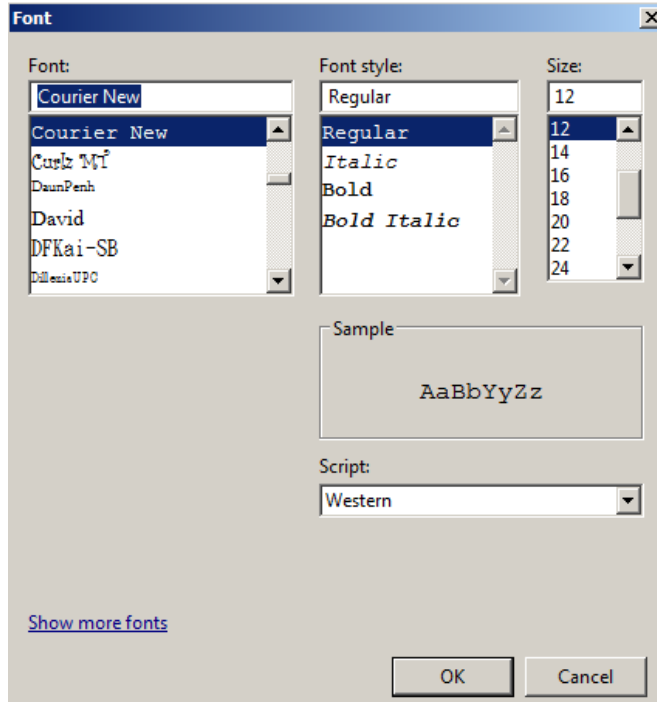 Font
Font:
Courier New
Courier New
Curlz MT
DaunPenh
David
DFKai-SB
DilleniaUPC
Font style:
Regular
Regular
Italic
Bold
Bold Italic
Size:
12
12
14
16
18
20
22
24
Sample
AaBbYyZz
Script:
Western
Show more fonts
OK
Cancel